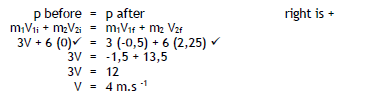 p before = p after right is +
m₁V₁ᵢ + m₂V₂ᵢ = m₁V₁f + m₂ V₂f
3V + 6 (0)✓ = 3 (-0,5) + 6 (2,25) ✓
3V = -1,5 + 13,5
3V = 12
V = 4 m.s ⁻¹